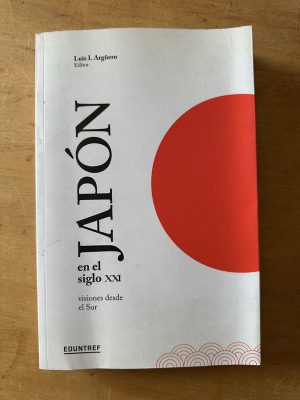 Luis I. Argüero
Editor
JAPÓN
en el
siglo XXI
visiones desde
el Sur
EDUNTREF